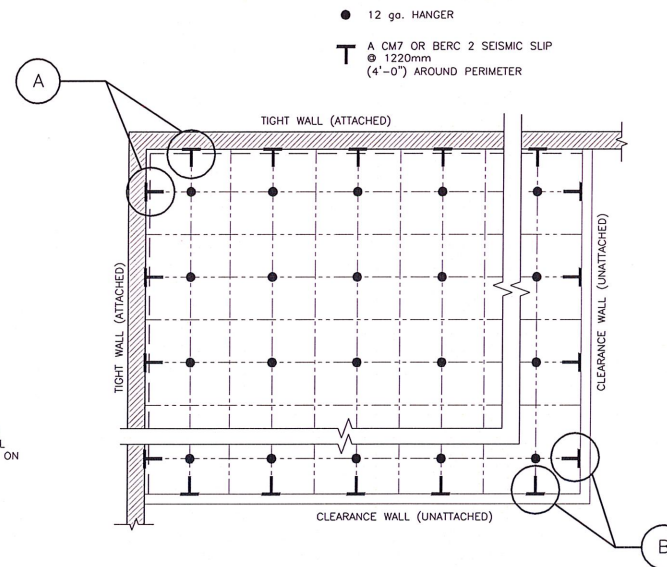 12 ga. HANGER
A CM7 OR BERC 2 SEISMIC SLIP
@ 1220mm
(4'-0") AROUND PERIMETER
A
TIGHT WALL (ATTACHED)
TIGHT WALL (ATTACHED)
CLEARANCE WALL (UNATTACHED)
L
ON
CLEARANCE WALL (UNATTACHED)
B